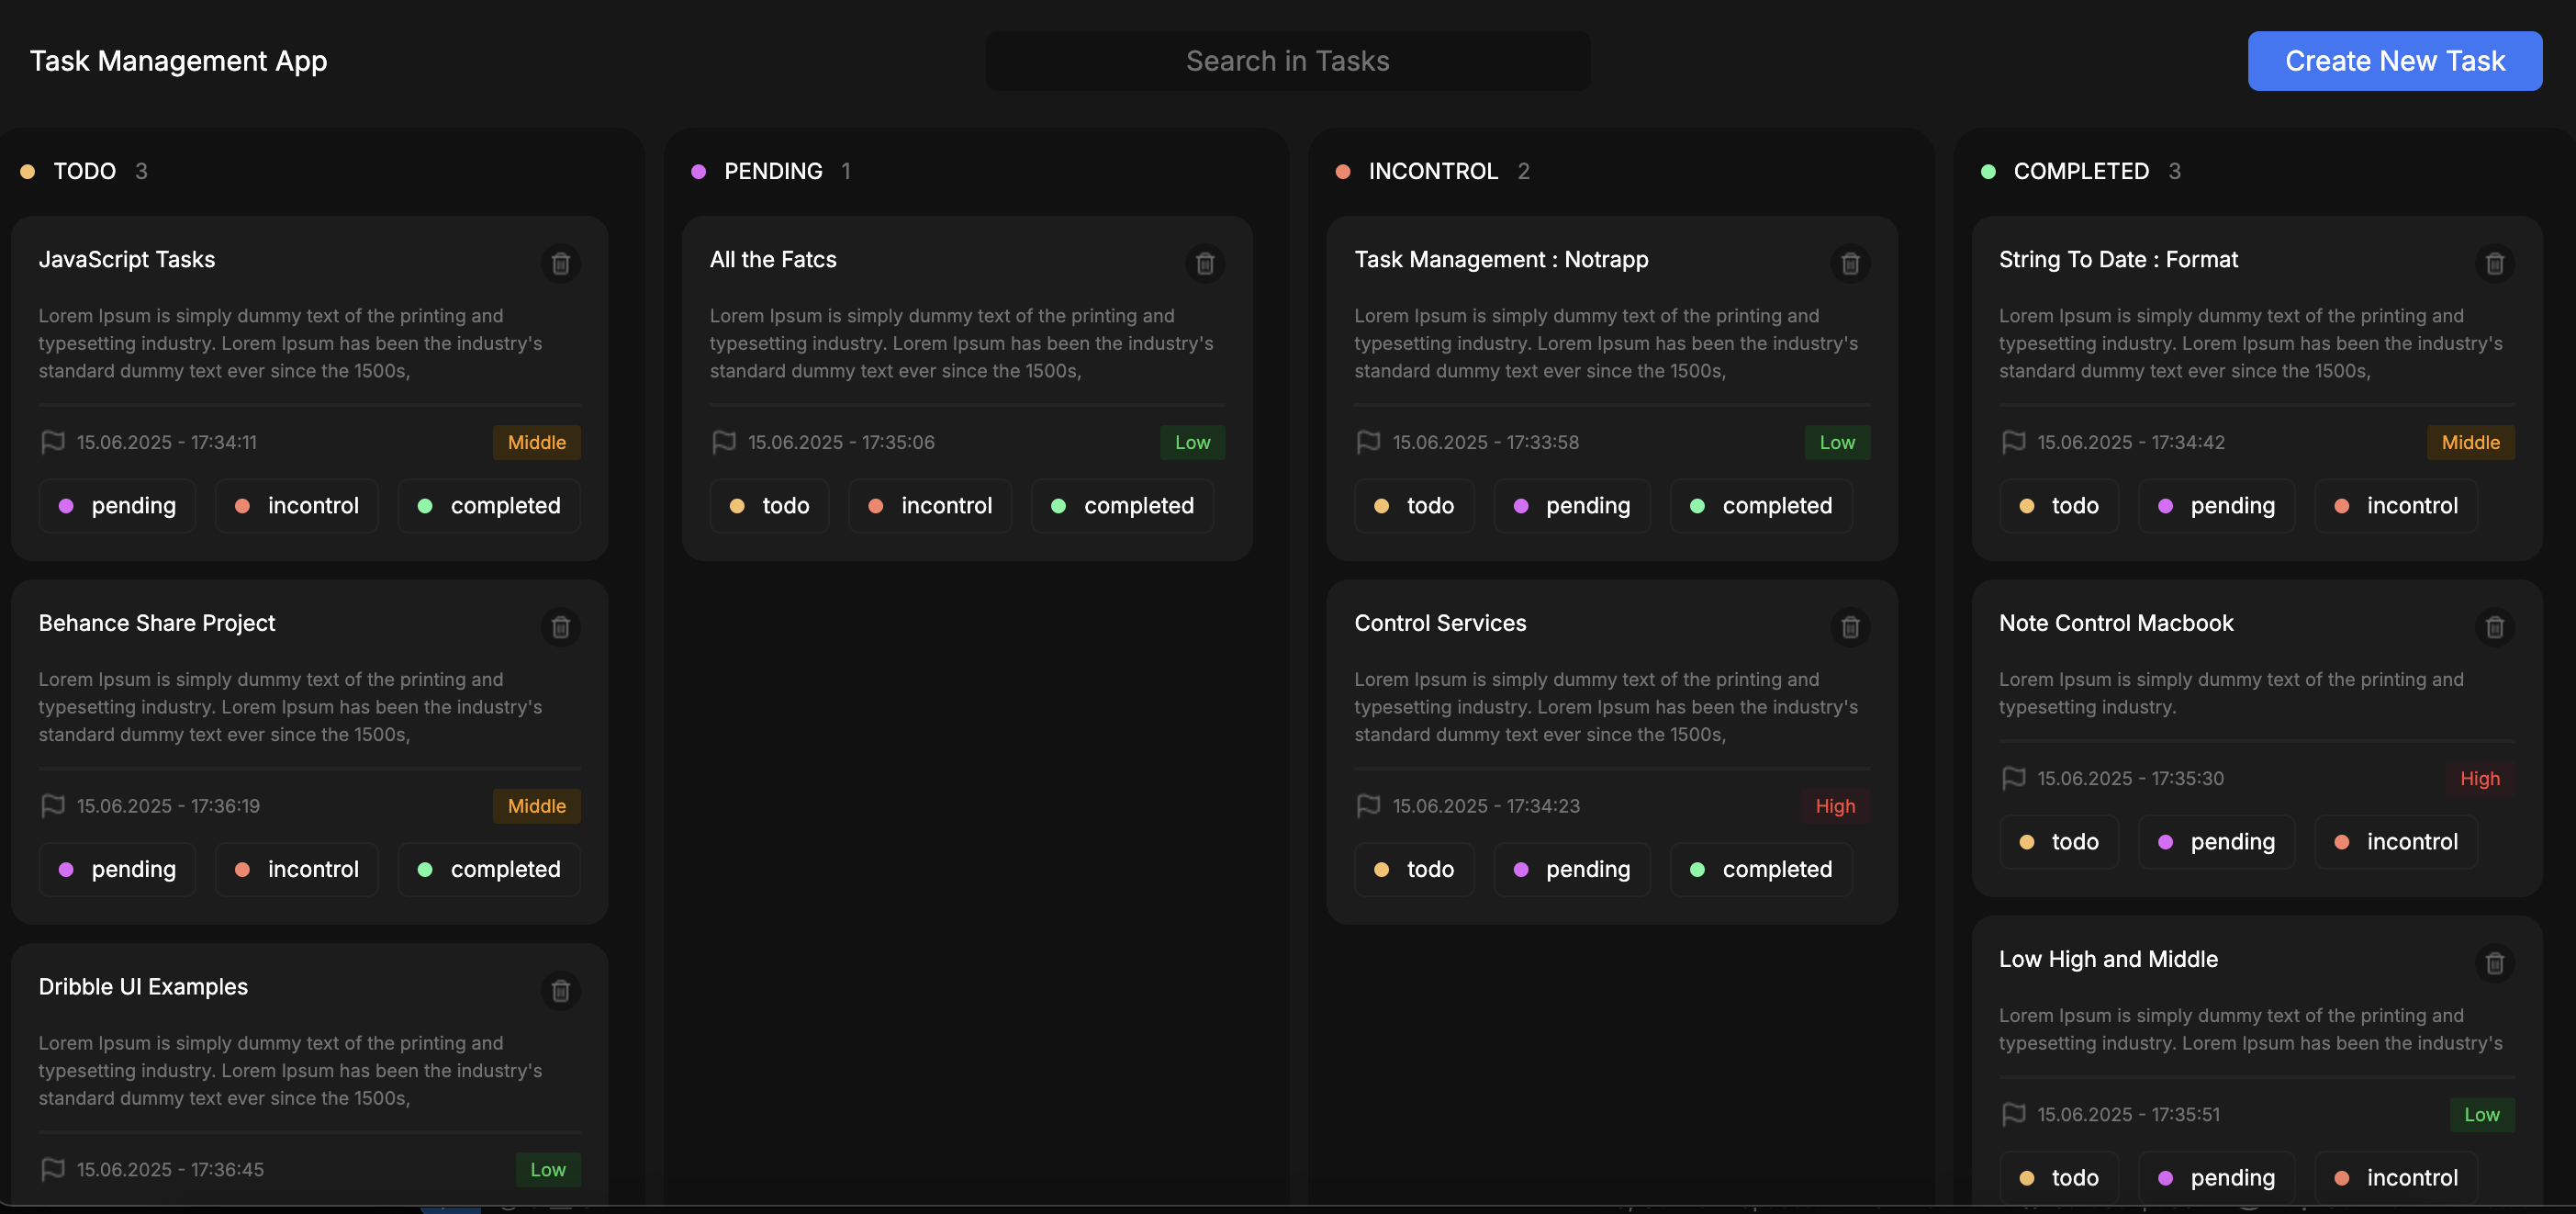 Task Management App
Search in Tasks
Create New Task
TODO 3
JavaScript Tasks
Lorem Ipsum is simply dummy text of the printing and
typesetting industry. Lorem Ipsum has been the industry's
standard dummy text ever since the 1500s,
15.06.2025 - 17:34:11
Middle
pending incontrol completed
Behance Share Project
Lorem Ipsum is simply dummy text of the printing and
typesetting industry. Lorem Ipsum has been the industry's
standard dummy text ever since the 1500s,
15.06.2025 - 17:36:19
Middle
pending incontrol completed
Dribble UI Examples
Lorem Ipsum is simply dummy text of the printing and
typesetting industry. Lorem Ipsum has been the industry's
standard dummy text ever since the 1500s,
15.06.2025 - 17:36:45
Low
PENDING 1
All the Fatcs
Lorem Ipsum is simply dummy text of the printing and
typesetting industry. Lorem Ipsum has been the industry's
standard dummy text ever since the 1500s,
15.06.2025 - 17:35:06
Low
todo incontrol completed
INCONTROL 2
Task Management : Notrapp
Lorem Ipsum is simply dummy text of the printing and
typesetting industry. Lorem Ipsum has been the industry's
standard dummy text ever since the 1500s,
15.06.2025 - 17:33:58
Low
todo pending completed
Control Services
Lorem Ipsum is simply dummy text of the printing and
typesetting industry. Lorem Ipsum has been the industry's
standard dummy text ever since the 1500s,
15.06.2025 - 17:34:23
High
todo pending completed
COMPLETED 3
String To Date : Format
Lorem Ipsum is simply dummy text of the printing and
typesetting industry. Lorem Ipsum has been the industry's
standard dummy text ever since the 1500s,
15.06.2025 - 17:34:42
Middle
todo pending incontrol
Note Control Macbook
Lorem Ipsum is simply dummy text of the printing and
typesetting industry.
15.06.2025 - 17:35:30
High
todo pending incontrol
Low High and Middle
Lorem Ipsum is simply dummy text of the printing and
typesetting industry. Lorem Ipsum has been the industry's
15.06.2025 - 17:35:51
Low
todo pending incontrol